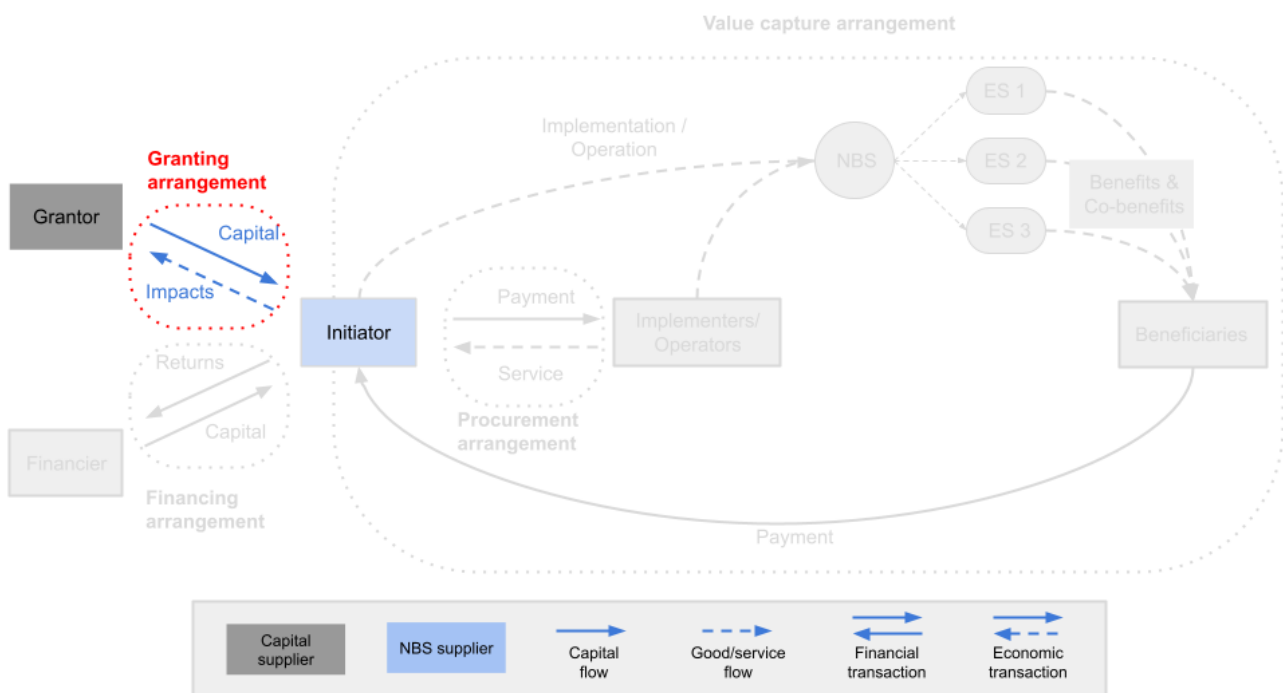 Value capture arrangement
ES 1
Implementation /
Operation
Granting
arrangement
NBS
ES 2
Benefits &
Co-benefits
Grantor
Capital
ES 3
Impacts
Payment
Initiator
Implementers/
Operators
Beneficiaries
Returns
Service
Capital
Procurement
arrangement
Financier
Financing
arrangement
Payment
Capital
supplier
NBS supplier
Capital
flow
Good/service
flow
Financial
transaction
Economic
transaction